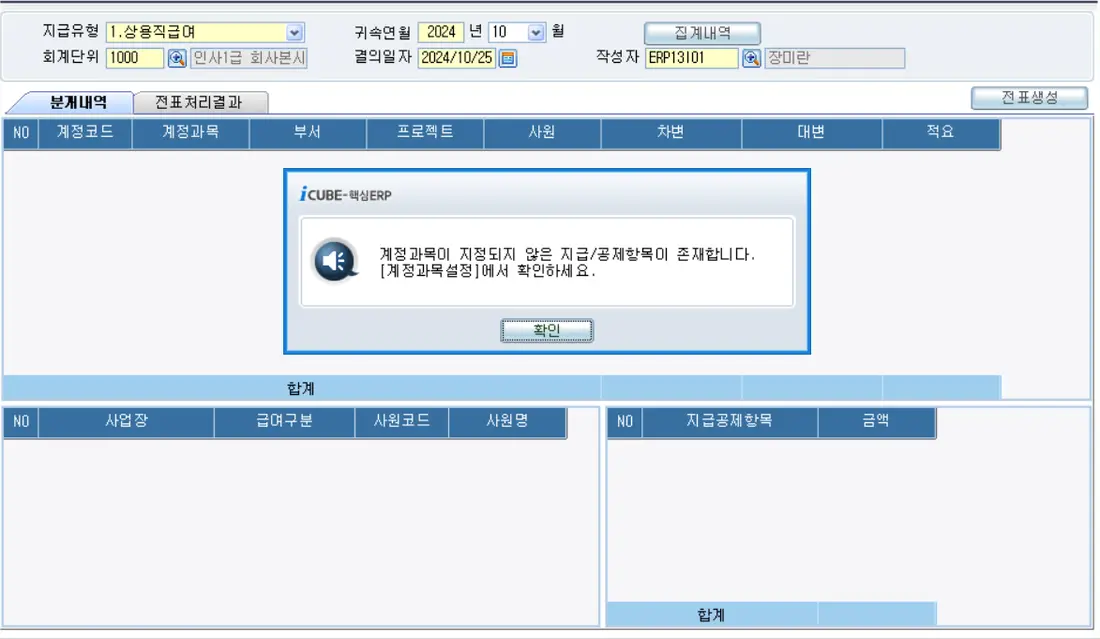 지급유형 1.상용직급여 귀속연월 2024 년 10 월 집계내역
회계단위 1000 인사1급 회사본사 결의일자 2024/10/25 작성자 ERP13I01 장미란
분개내역 전표처리결과 전표생성
NO 계정코드 계정과목 부서 프로젝트 사원 차변 대변 적요
iCUBE-핵심ERP
계정과목이 지정되지 않은 지급/공제항목이 존재합니다.
[계정과목설정]에서 확인하세요.
확인
합계
NO 사업장 급여구분 사원코드 사원명 NO 지급공제항목 금액
합계